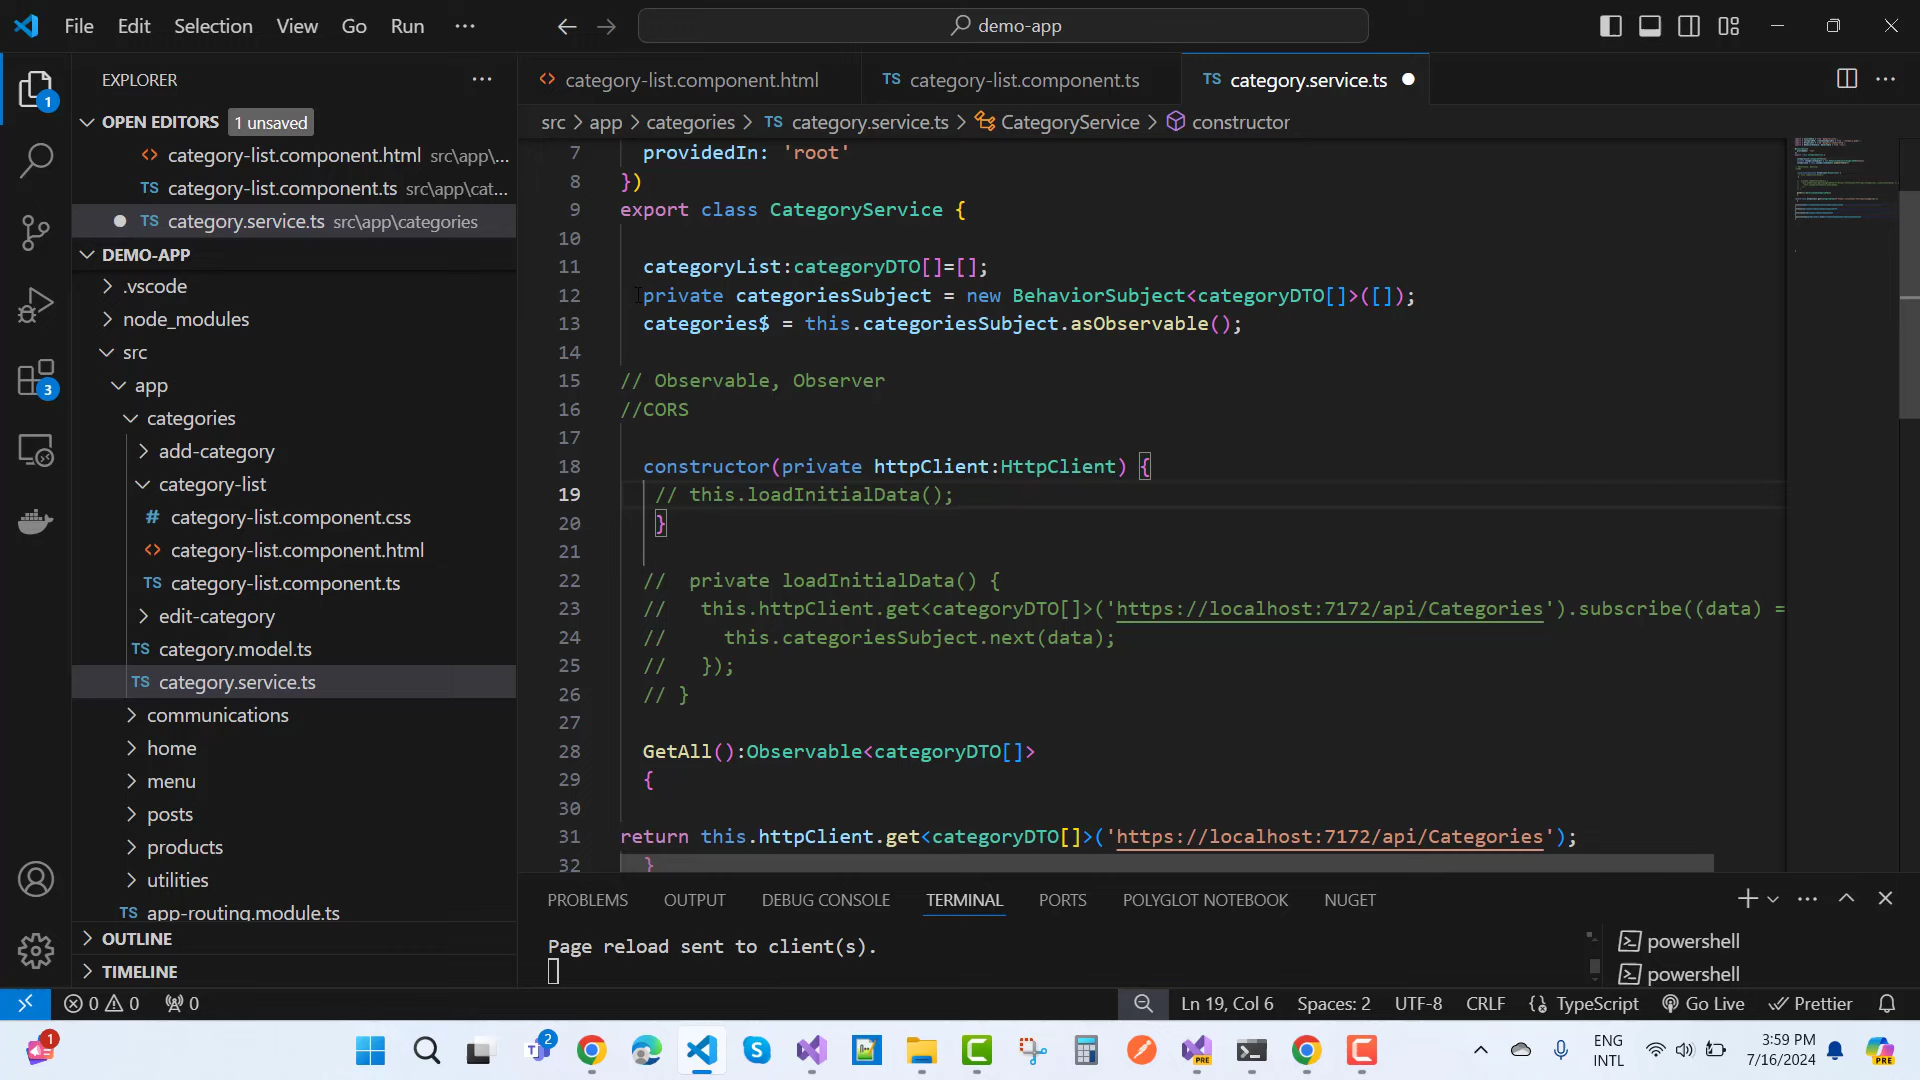 File Edit Selection View Go Run ···
demo-app
EXPLORER
OPEN EDITORS 1 unsaved
category-list.component.html src\app\...
TS category-list.component.ts src\app\cat...
TS category.service.ts src\app\categories
DEMO-APP
.vscode
node_modules
src
app
categories
add-category
category-list
# category-list.component.css
category-list.component.html
TS category-list.component.ts
edit-category
TS category.model.ts
TS category.service.ts
communications
home
menu
posts
products
utilities
TS app-routing.module.ts
OUTLINE
TIMELINE
1
3
category-list.component.html
TS category-list.component.ts
TS category.service.ts
src > app > categories > TS category.service.ts > CategoryService > constructor
7 providedIn: 'root'
8 })
9 export class CategoryService {
10
11 categoryList:categoryDTO[]=[];
12 private categoriesSubject = new BehaviorSubject<categoryDTO[]>([]);
13 categories$ = this.categoriesSubject.asObservable();
14
15 // Observable, Observer
16 //CORS
17
18 constructor(private httpClient:HttpClient) {
19 // this.loadInitialData();
20 }
21
22 // private loadInitialData() {
23 // this.httpClient.get<categoryDTO[]>('https://localhost:7172/api/Categories').subscribe((data) =
24 // this.categoriesSubject.next(data);
25 // });
26 // }
27
28 GetAll():Observable<categoryDTO[]>
29 {
30
31 return this.httpClient.get<categoryDTO[]>('https://localhost:7172/api/Categories');
32 }
PROBLEMS OUTPUT DEBUG CONSOLE TERMINAL PORTS POLYGLOT NOTEBOOK NUGET
Page reload sent to client(s).
powershell
powershell
0 0 0
Ln 19, Col 6 Spaces: 2 UTF-8 CRLF TypeScript Go Live Prettier
1
2
PRE
ENG
INTL
3:59 PM
7/16/2024
PRE